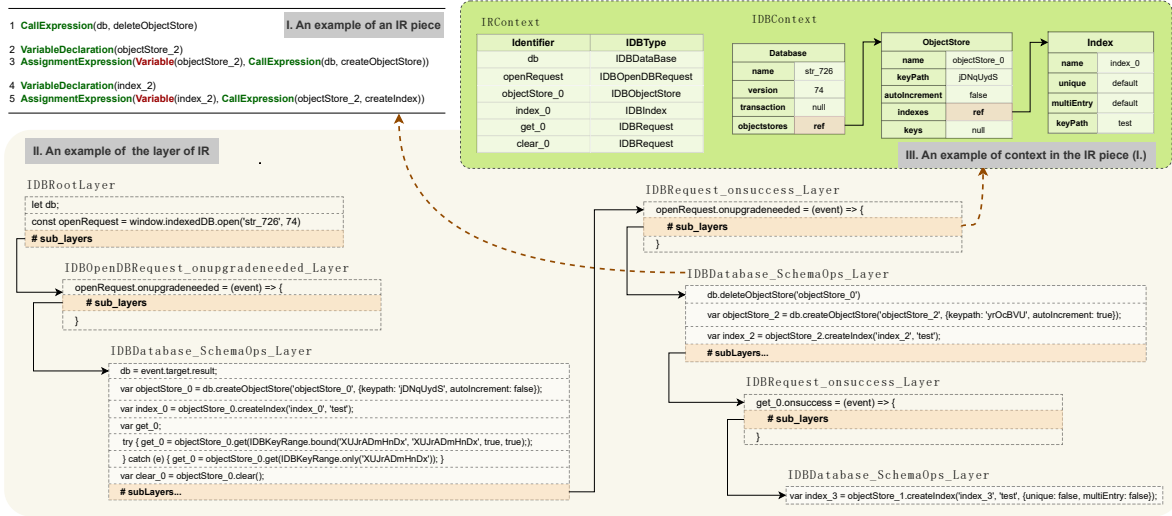 1 CallExpression(db, deleteObjectStore)
2 VariableDeclaration(objectStore_2)
3 AssignmentExpression(Variable(objectStore_2), CallExpression(db, createObjectStore))
4 VariableDeclaration(index_2)
5 AssignmentExpression(Variable(index_2), CallExpression(objectStore_2, createIndex))
I. An example of an IR piece
IRContext
Identifier IDBType
db IDBDataBase
openRequest IDBOpenDBRequest
objectStore_0 IDBObjectStore
index_0 IDBIndex
get_0 IDBRequest
clear_0 IDBRequest
IDBContext
Database
name str_726
version 74
transaction null
objectstores ref
ObjectStore
name objectStore_0
keyPath jDNqUydS
autoIncrement false
indexes ref
keys null
Index
name index_0
unique default
multiEntry default
keyPath test
III. An example of context in the IR piece (I.)
II. An example of  the layer of IR
.
IDBRootLayer
let db;
const openRequest = window.indexedDB.open('str_726', 74)
# sub_layers
IDBOpenDBRequest_onupgradeneeded_Layer
openRequest.onupgradeneeded = (event) => {
# sub_layers
}
IDBDatabase_SchemaOps_Layer
db = event.target.result;
var objectStore_0 = db.createObjectStore('objectStore_0', {keypath: 'jDNqUydS', autoIncrement: false});
var index_0 = objectStore_0.createIndex('index_0', 'test');
var get_0;
try { get_0 = objectStore_0.get(IDBKeyRange.bound('XUJrADmHnDx', 'XUJrADmHnDx', true, true););
} catch (e) { get_0 = objectStore_0.get(IDBKeyRange.only('XUJrADmHnDx')); }
var clear_0 = objectStore_0.clear();
# subLayers...
IDBRequest_onsuccess_Layer
openRequest.onupgradeneeded = (event) => {
# sub_layers
}
IDBDatabase_SchemaOps_Layer
db.deleteObjectStore('objectStore_0')
var objectStore_2 = db.createObjectStore('objectStore_2', {keypath: 'yrOcBVU', autoIncrement: true});
var index_2 = objectStore_2.createIndex('index_2', 'test');
# subLayers...
IDBRequest_onsuccess_Layer
get_0.onsuccess = (event) => {
# sub_layers
}
IDBDatabase_SchemaOps_Layer
var index_3 = objectStore_1.createIndex('index_3', 'test', {unique: false, multiEntry: false});